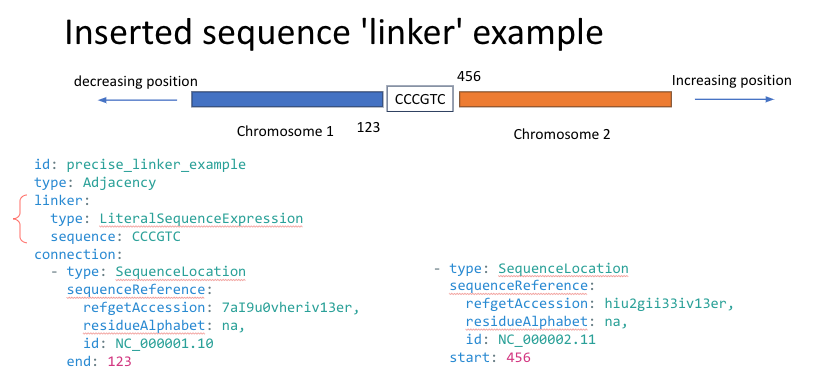 Inserted sequence 'linker' example
decreasing position
456
Increasing position
CCCGTC
Chromosome 1
123
Chromosome 2
id: precise_linker_example
type: Adjacency
linker:
type: LiteralSequenceExpression
sequence: CCCGTC
connection:
- type: SequenceLocation
sequenceReference:
refgetAccession: 7aI9u0vheriv13er,
residueAlphabet: na,
id: NC_000001.10
end: 123
- type: SequenceLocation
sequenceReference:
refgetAccession: hiu2gii33iv13er,
residueAlphabet: na,
id: NC_000002.11
start: 456